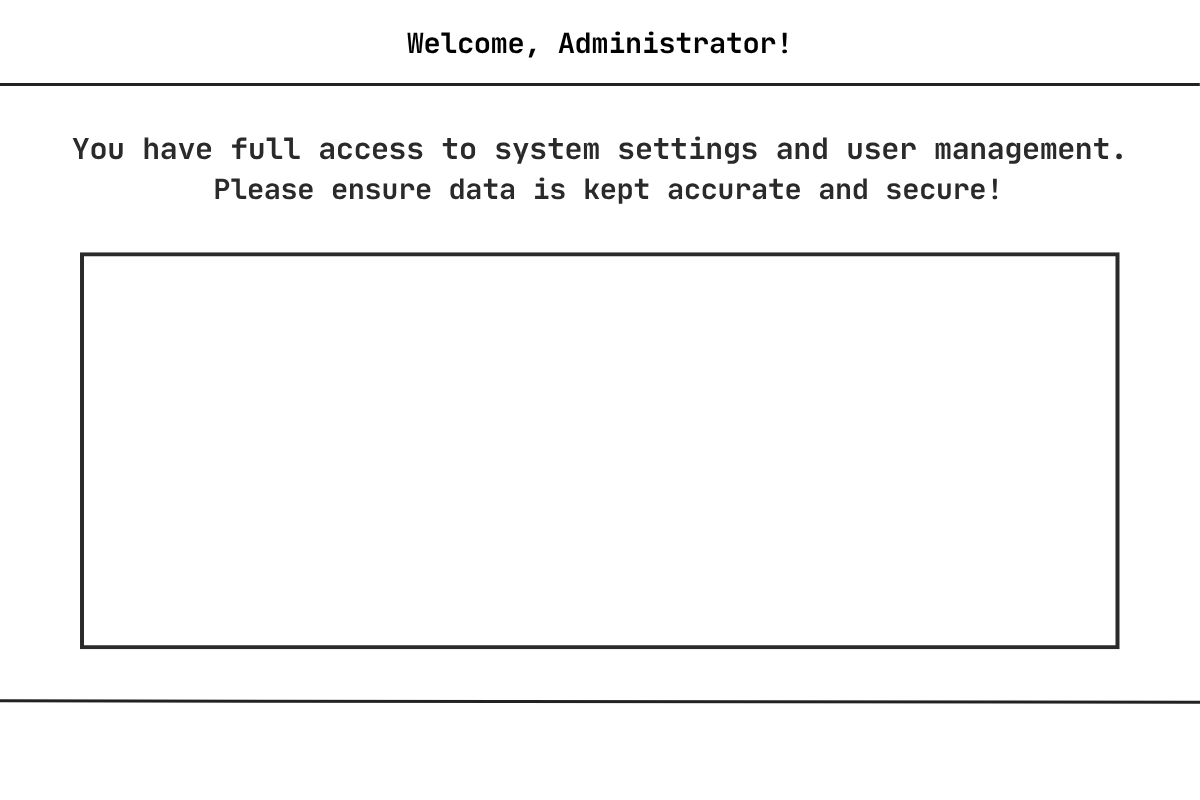 Welcome, Administrator!
You have full access to system settings and user management.
Please ensure data is kept accurate and secure!